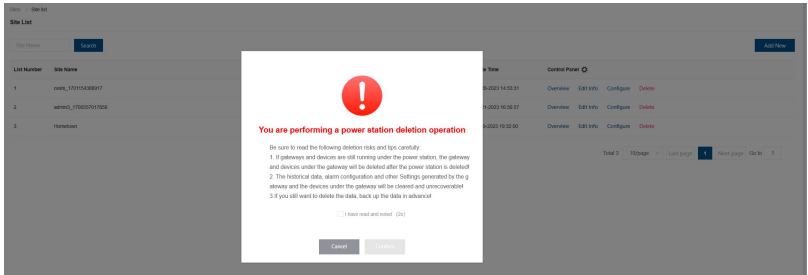 Site list
Site List
Site Name
Search
Add New
List Number
Site Name
Time
Control Panel
1
Overview
Edit Info
Configure
Delete
2
Overview
Edit Info
Configure
Delete
3
Hometown
Overview
Edit Info
Configure
Delete
Total 3
10/page
Last page
1
Next page
Go to
1
You are performing a power station deletion operation
Be sure to read the following deletion risks and tips carefully:
1. If gateways and devices are still running under the power station, the gateway
and devices under the gateway will be deleted after the power station is deleted!
2. The historical data, alarm configuration and other Settings generated by the g
ateway and the devices under the gateway will be cleared and unrecoverable!
3.If you still want to delete the data, back up the data in advance!
I have read and noted (2s)
Cancel
Confirm